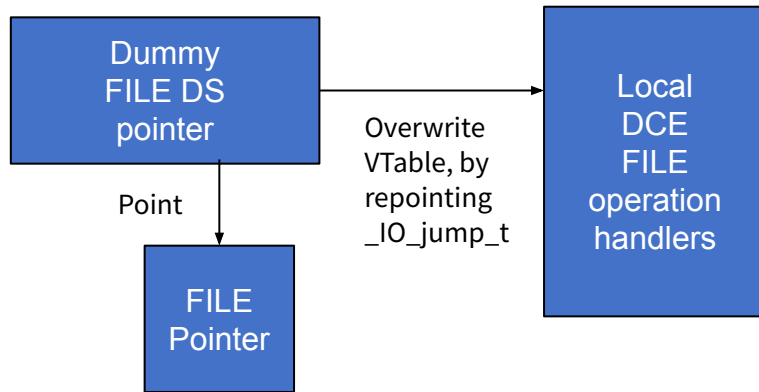 Dummy
FILE DS
pointer
Overwrite
VTable, by
repointing
_IO_jump_t
Local
DCE
FILE
operation
handlers
Point
FILE
Pointer